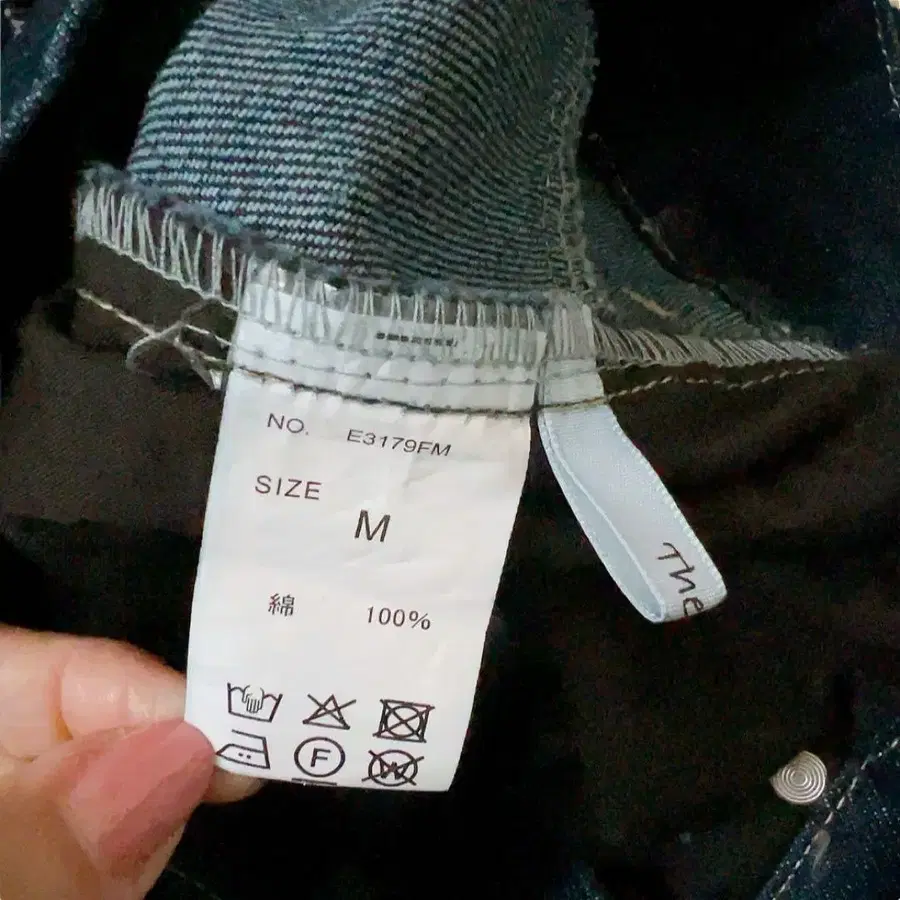 NO. E3179FM
SIZE
M
綿 100%
F
W
The